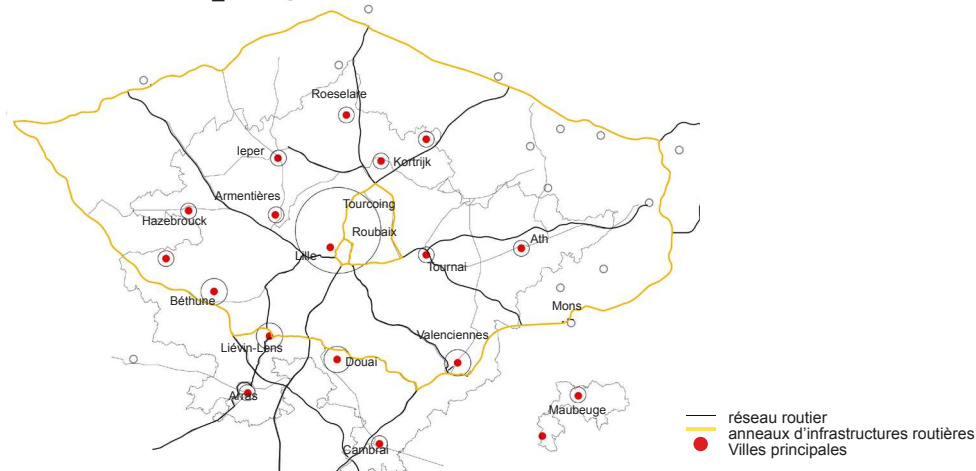 Roeselare
Ieper
Kortrijk
Armentières
Tourcoing
Hazebrouck
Roubaix
Ath
Lille
Tournai
Béthune
Mons
Valenciennes
Liévin-Lens
Douai
Arras
Maubeuge
Cambrai
réseau routier
anneaux d'infrastructures routières
Villes principales